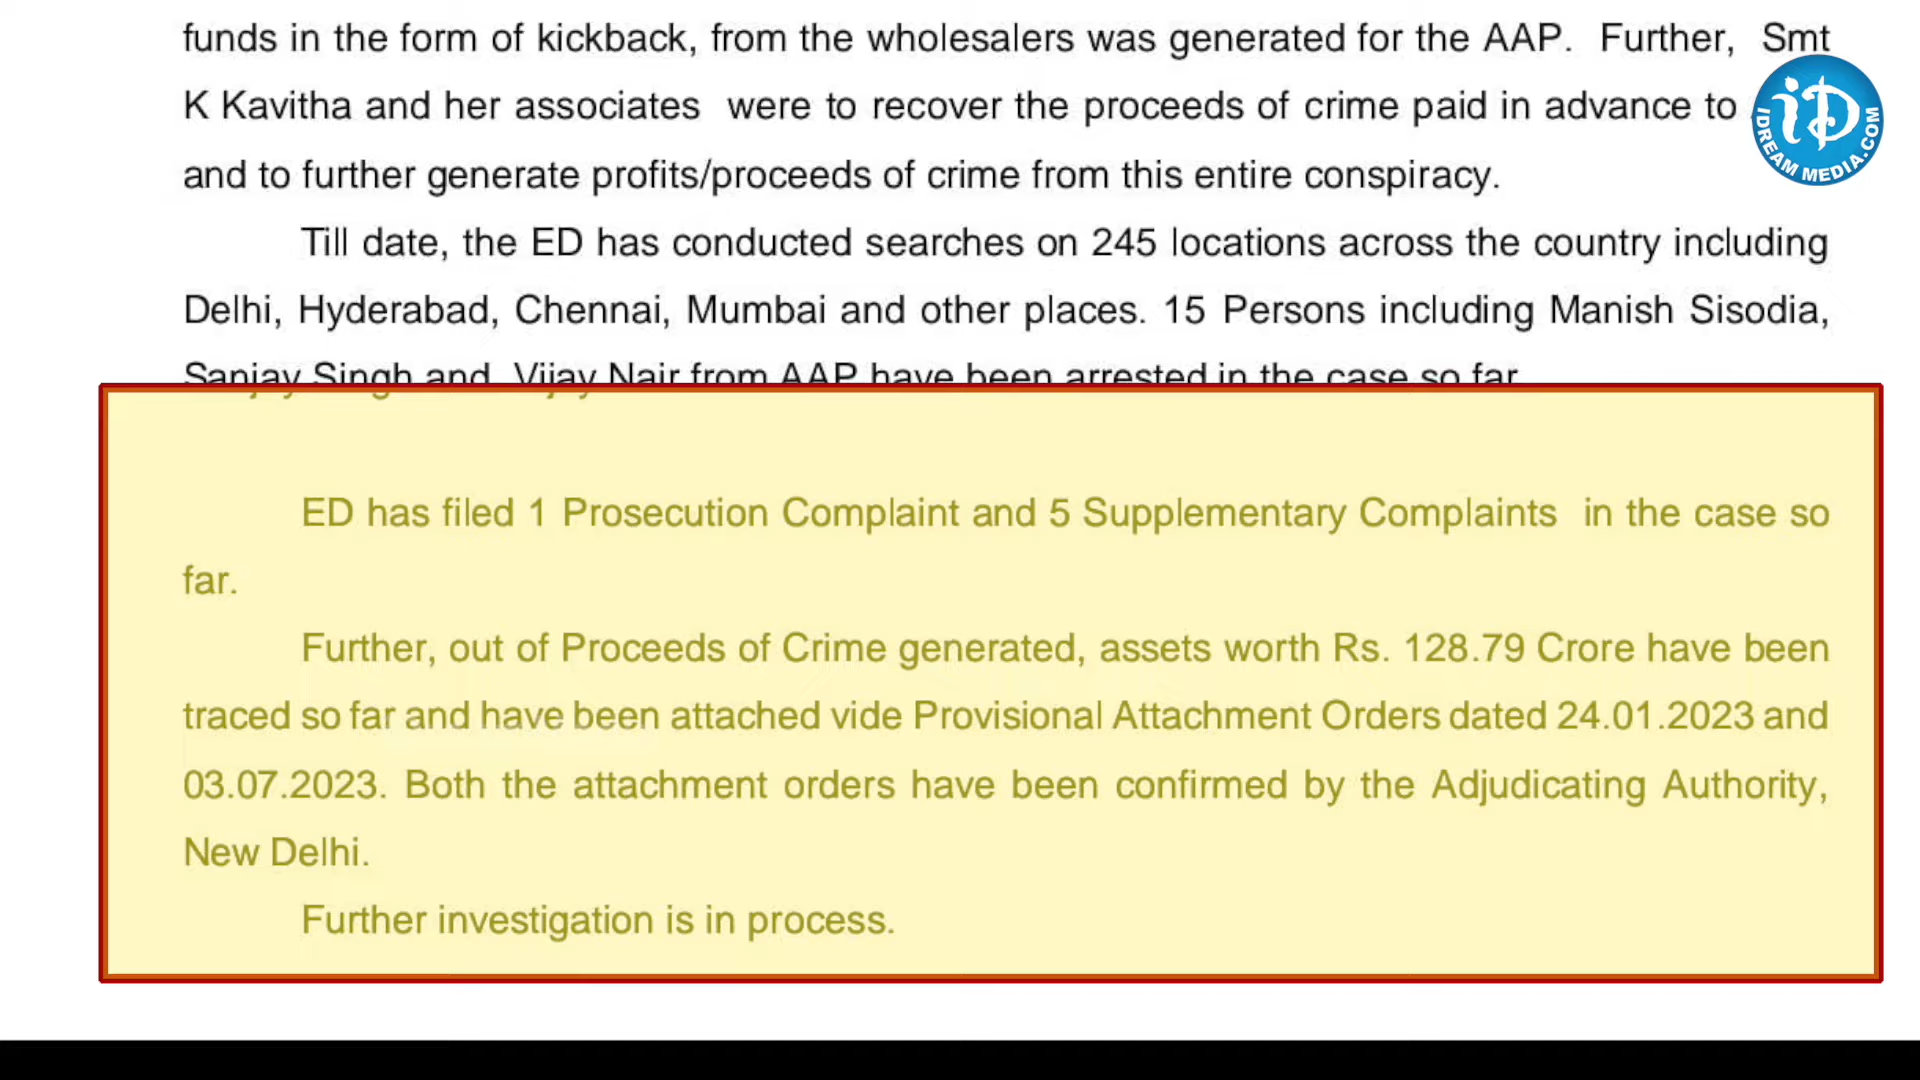 funds in the form of kickback, from the wholesalers was generated for the AAP. Further, Smt
K Kavitha and her associates were to recover the proceeds of crime paid in advance to
and to further generate profits/proceeds of crime from this entire conspiracy.
Till date, the ED has conducted searches on 245 locations across the country including
Delhi, Hyderabad, Chennai, Mumbai and other places. 15 Persons including Manish Sisodia,
Sanjay Singh and Vijay Nair from AAP have been arrested in the case so far
ED has filed 1 Prosecution Complaint and 5 Supplementary Complaints in the case so
far.
Further, out of Proceeds of Crime generated, assets worth Rs. 128.79 Crore have been
traced so far and have been attached vide Provisional Attachment Orders dated 24.01.2023 and
03.07.2023. Both the attachment orders have been confirmed by the Adjudicating Authority,
New Delhi.
Further investigation is in process.
iD
IDREAM MEDIA.COM